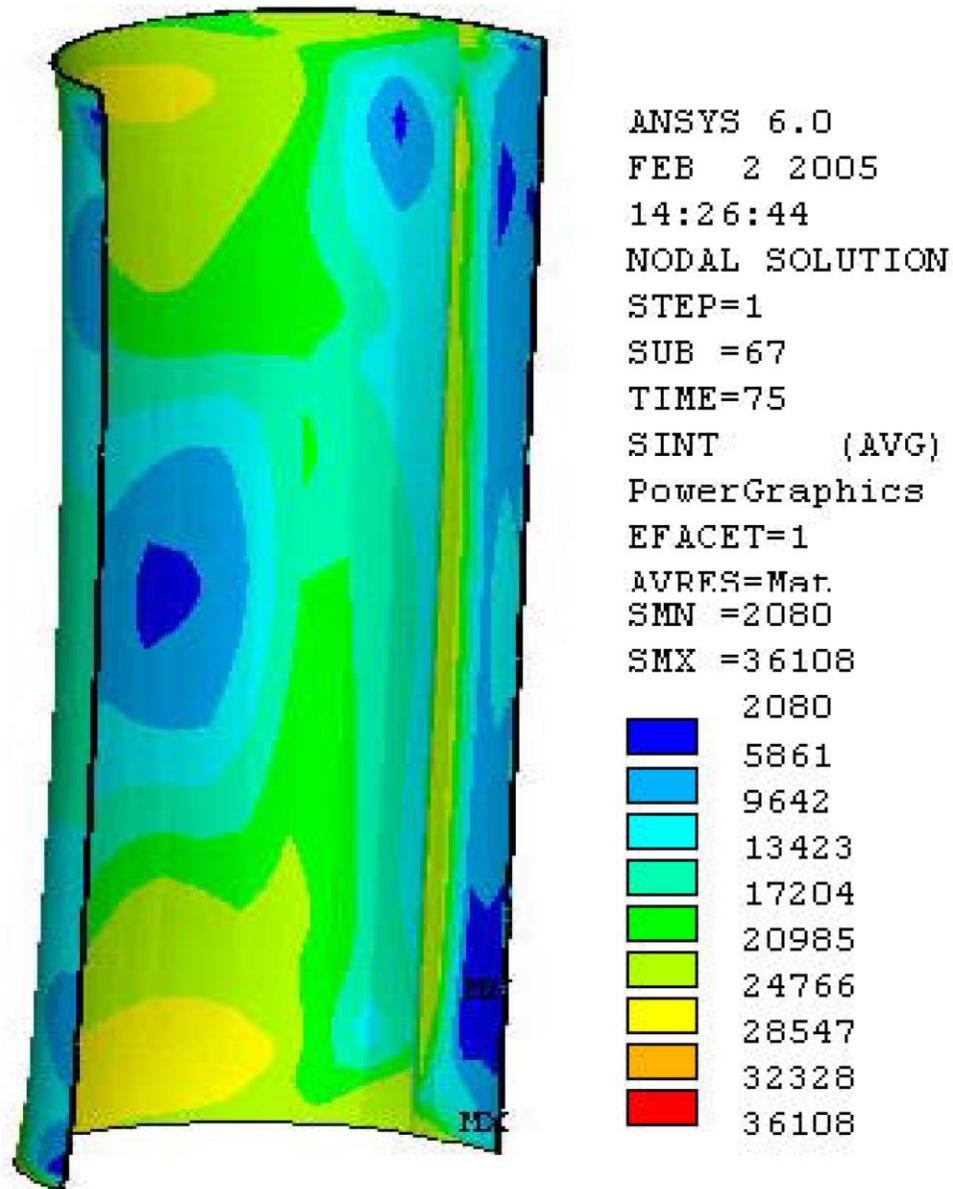 ANSYS 6.0
FEB 2 2005
14:26:44
NODAL SOLUTION
STEP=1
SUB =67
TIME=75
SINT (AVG)
PowerGraphics
EFACET=1
AVRES=Mat
SMN =2080
SMX =36108
2080
5861
9642
13423
17204
20985
24766
28547
32328
36108
MX